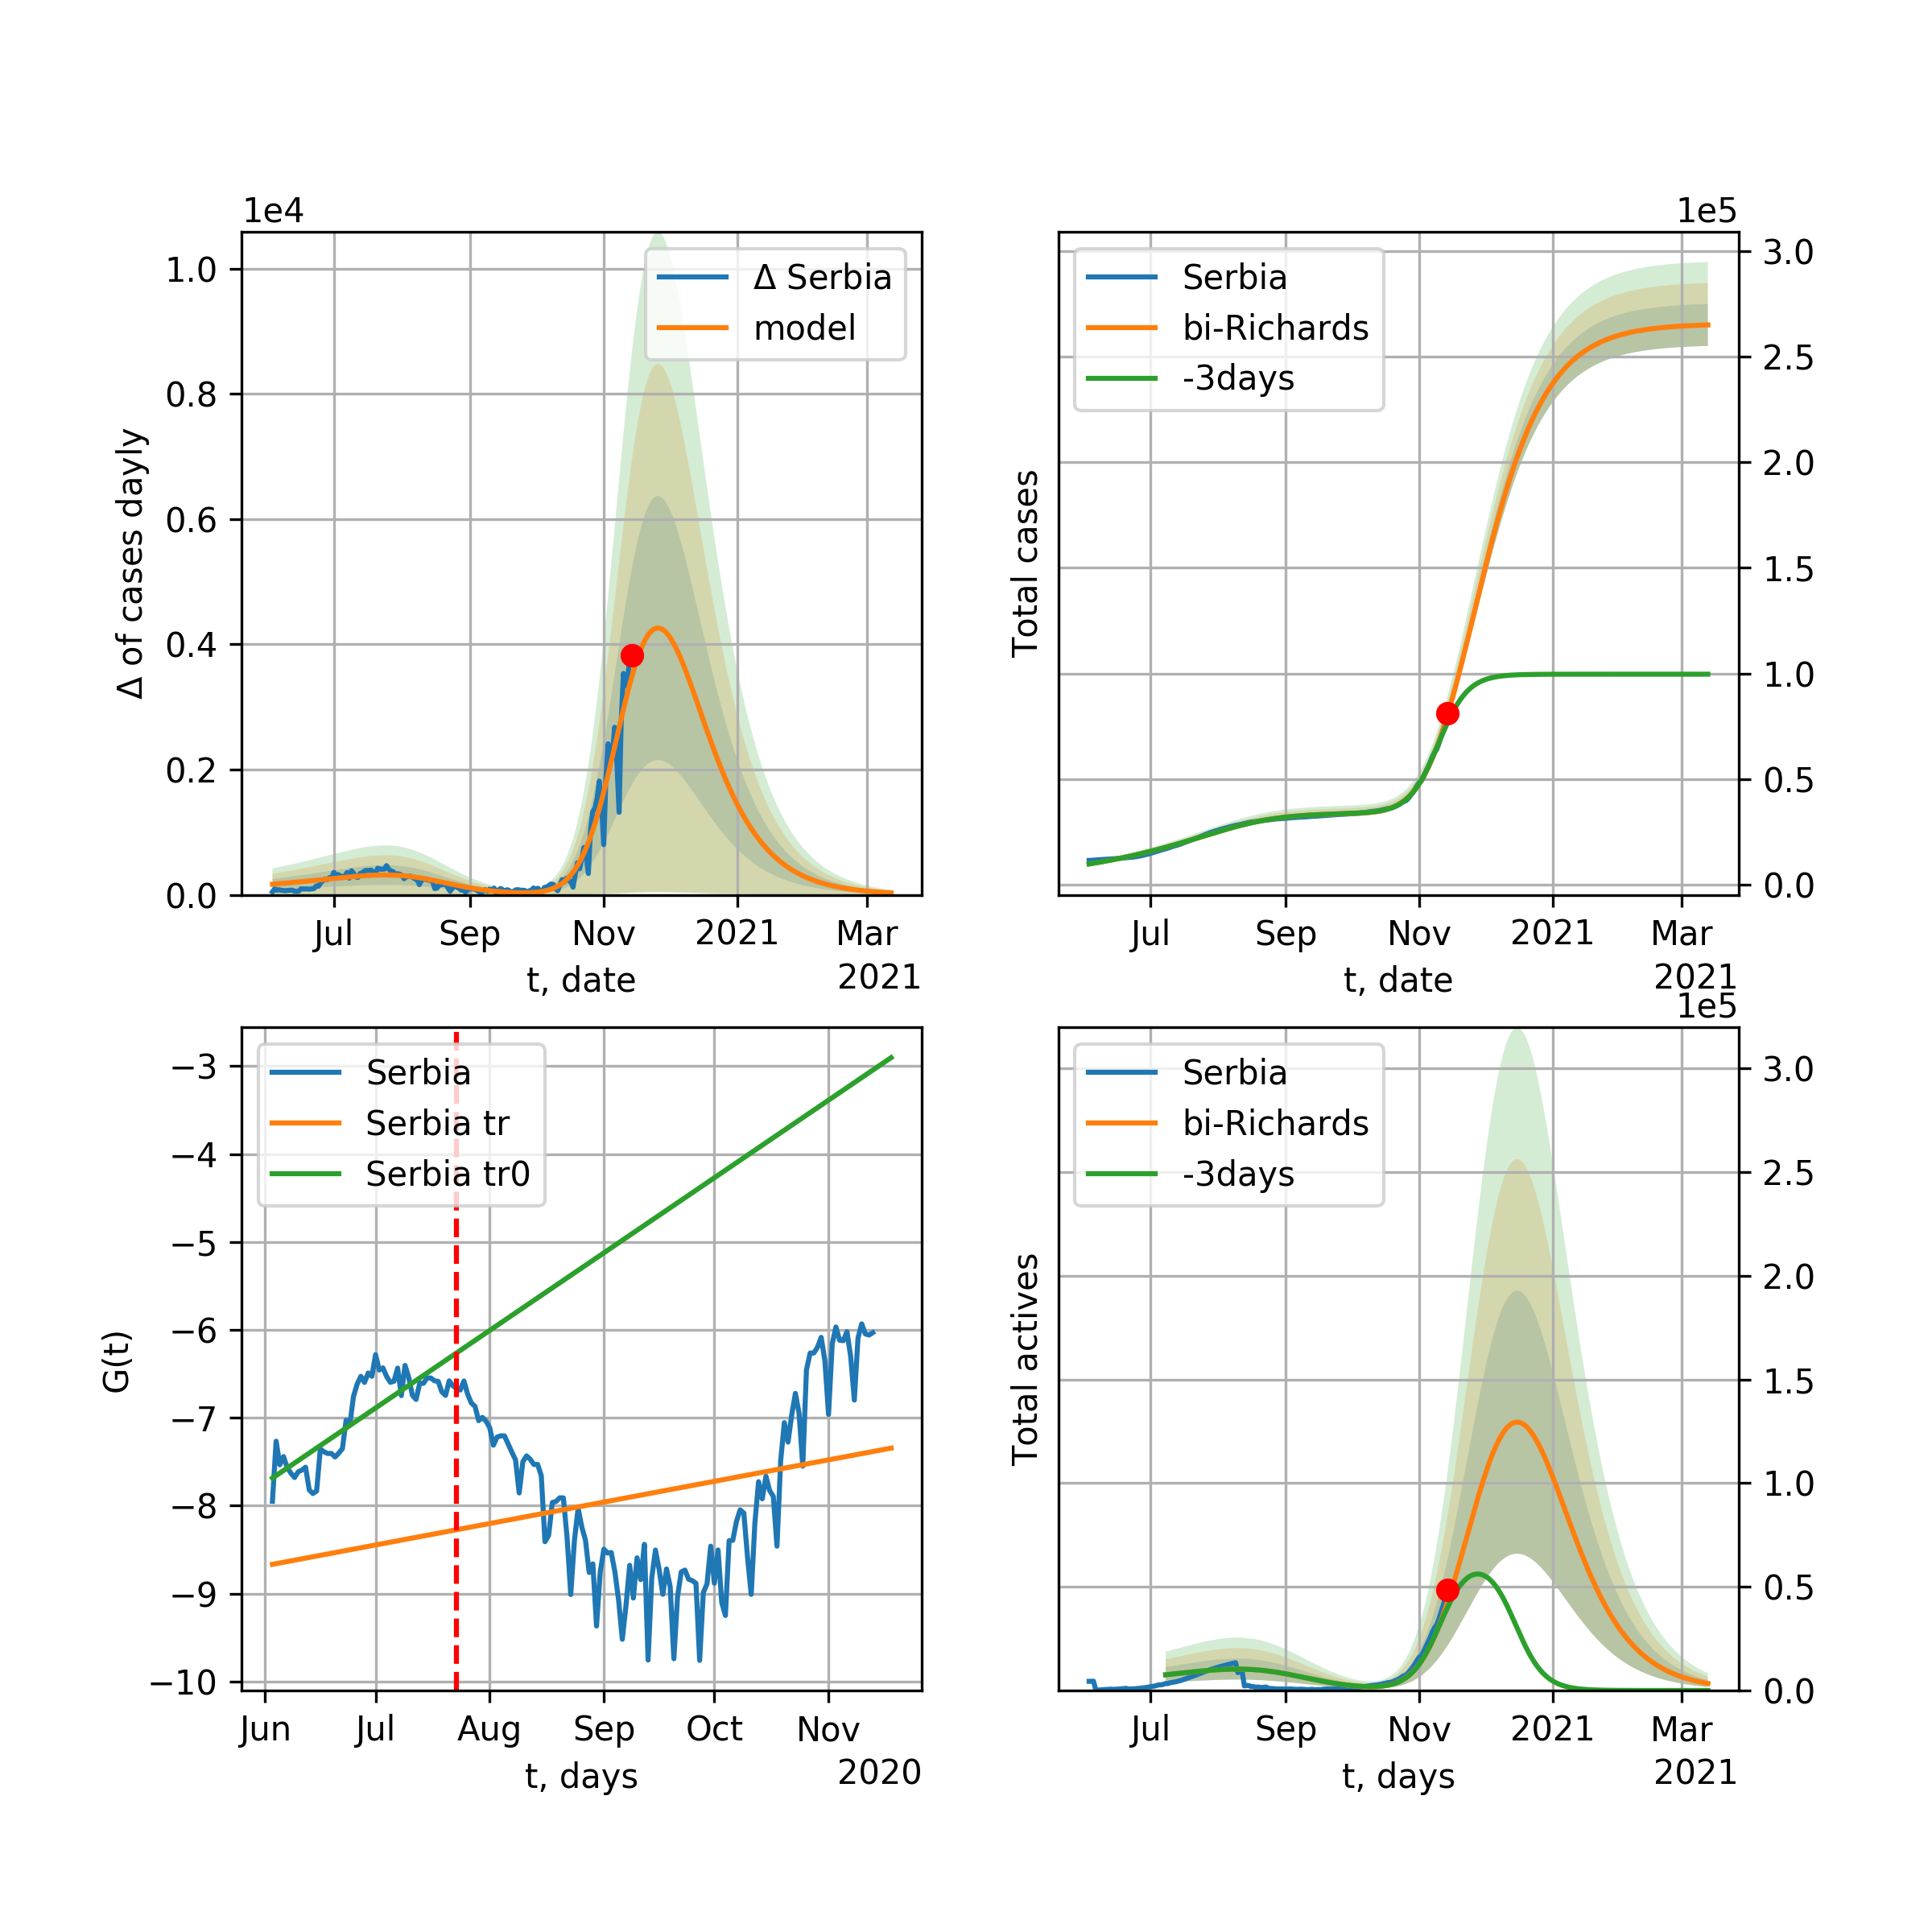 1e4
Δ of cases dayly
1.0
0.8
0.6
0.4
0.2
0.0
Δ Serbia
model
Jul Sep Nov 2021 Mar
t, date 2021
1e5
Total cases
Serbia
bi-Richards
-3days
3.0
2.5
2.0
1.5
1.0
0.5
0.0
Jul Sep Nov 2021 Mar
t, date 2021
G(t)
−3
−4
−5
−6
−7
−8
−9
−10
Serbia
Serbia tr
Serbia tr0
Jun Jul Aug Sep Oct Nov
t, days 2020
1e5
Total actives
Serbia
bi-Richards
-3days
3.0
2.5
2.0
1.5
1.0
0.5
0.0
Jul Sep Nov 2021 Mar
t, days 2021